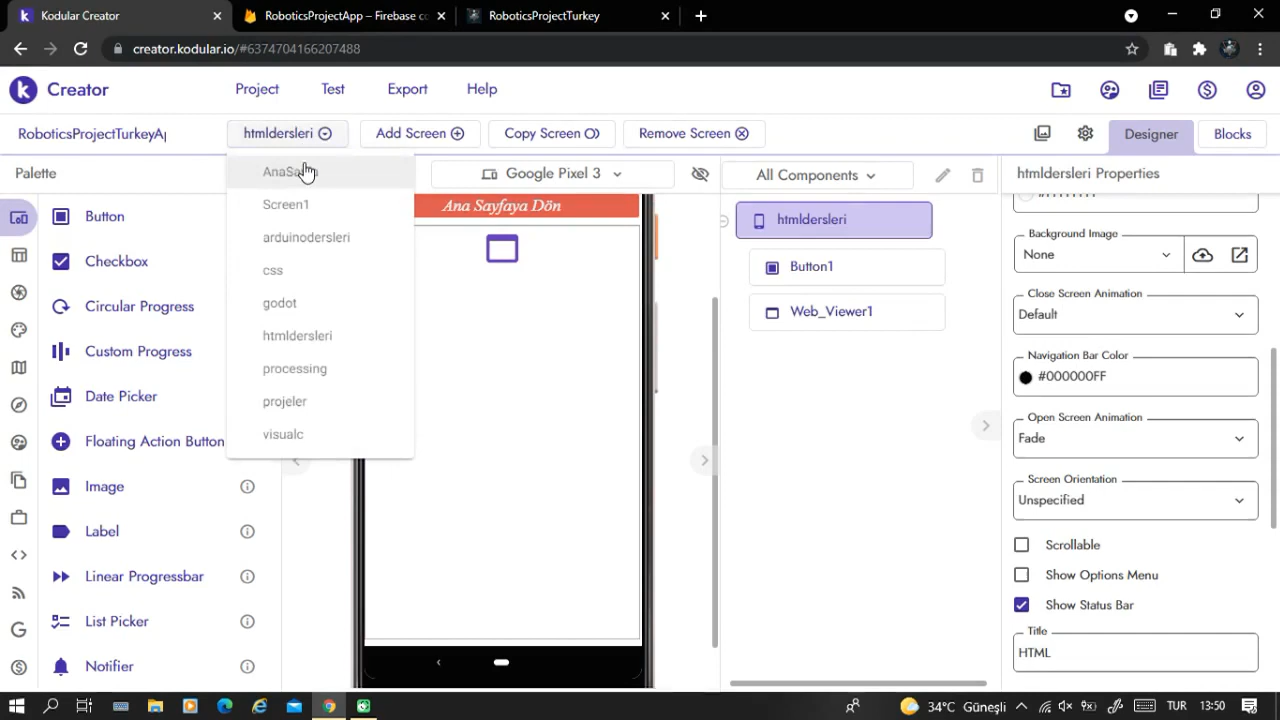 Kodular Creator
RoboticsProjectApp – Firebase co
RoboticsProjectTurkey
creator.kodular.io/#6374704166207488
Creator
Project
Test
Export
Help
RoboticsProjectTurkeyAp
htmldersleri
Add Screen
Copy Screen
Remove Screen
Designer
Blocks
Palette
Google Pixel 3
All Components
htmldersleri Properties
Button
Checkbox
Circular Progress
Custom Progress
Date Picker
Floating Action Button
Image
Label
Linear Progressbar
List Picker
Notifier
Screen1
arduinodersleri
css
godot
htmldersleri
processing
projeler
visualc
Ana Sayfaya Dön
htmldersleri
Button1
Web_Viewer1
Background Image
None
Close Screen Animation
Default
Navigation Bar Color
#000000FF
Open Screen Animation
Fade
Screen Orientation
Unspecified
Scrollable
Show Options Menu
Show Status Bar
Title
HTML
34°C Güneşli
TUR
13:50